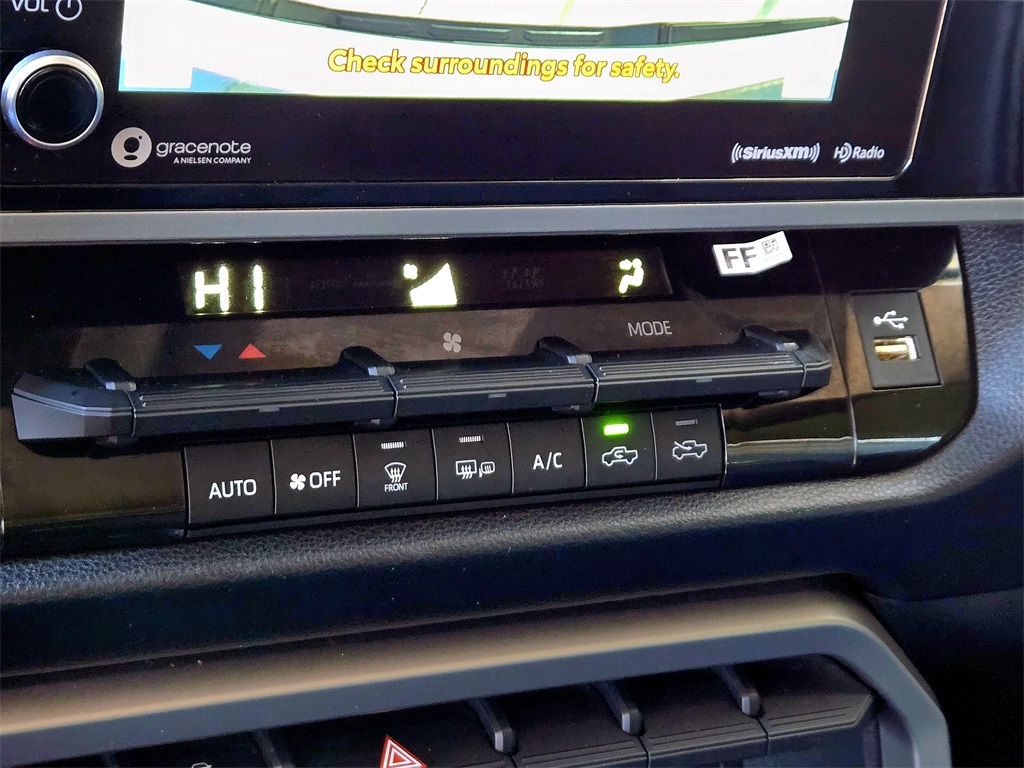 VOL
Check surroundings for safety.
gracenote
A NIELSEN COMPANY
((SiriusXM))
HD Radio
HI
FF
MODE
AUTO
OFF
FRONT
A/C